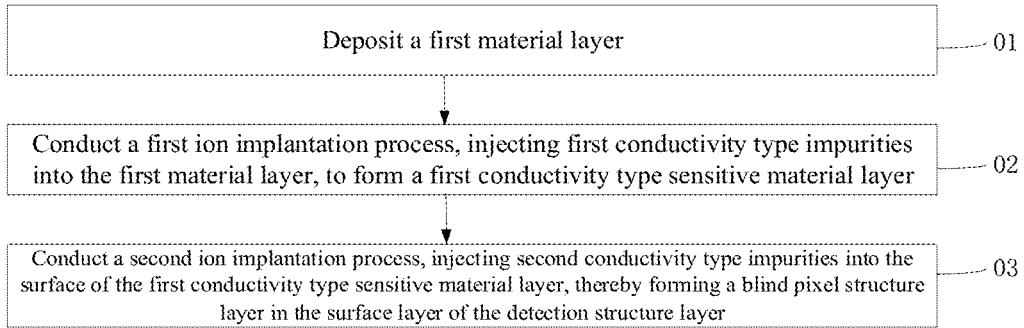 Deposit a first material layer
01
Conduct a first ion implantation process, injecting first conductivity type impurities
into the first material layer, to form a first conductivity type sensitive material layer
02
Conduct a second ion implantation process, injecting second conductivity type impurities into the
surface of the first conductivity type sensitive material layer, thereby forming a blind pixel structure
layer in the surface layer of the detection structure layer
03